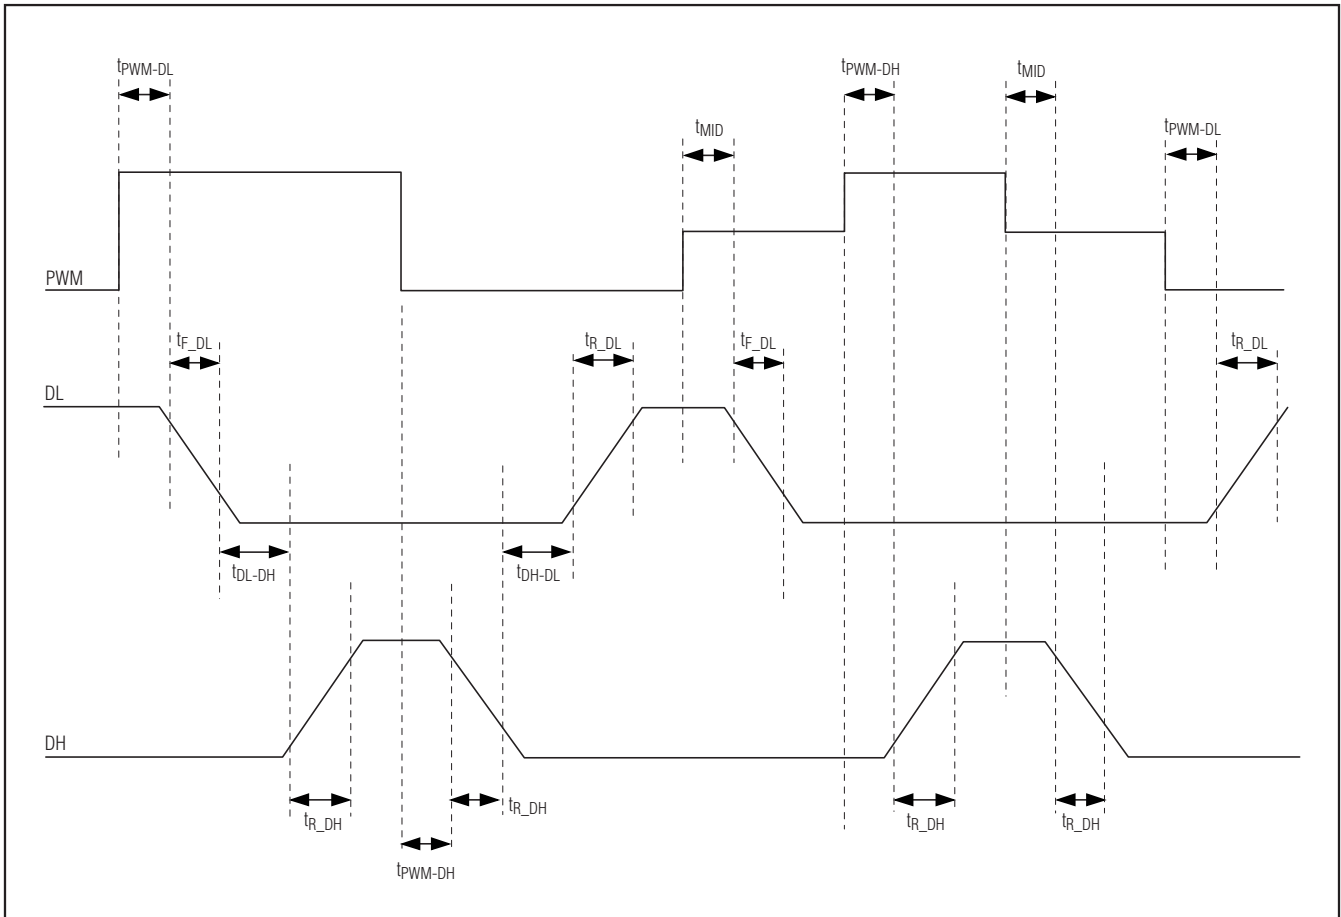 tPWM-DL
tPWM-DH
tMID
tMID
tPWM-DL
PWM
tF_DL
tR_DL
tF_DL
tR_DL
DL
tDL-DH
tDH-DL
DH
tR_DH
tR_DH
tR_DH
tR_DH
tPWM-DH